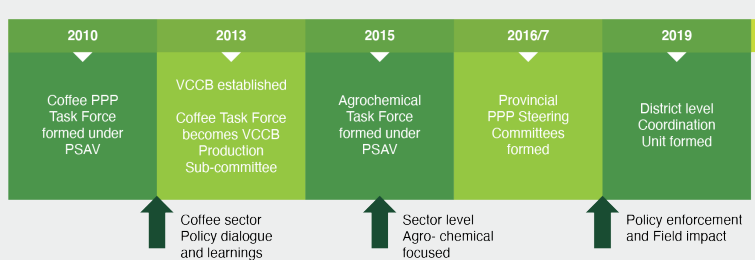 2010
Coffee PPP
Task Force
formed under
PSAV
2013
VCCB established
Coffee Task Force
becomes VCCB
Production
Sub-committee
2015
Agrochemical
Task Force
formed under
PSAV
2016/7
Provincial
PPP Steering
Committees
formed
2019
District level
Coordination
Unit formed
Coffee sector
Policy dialogue
and learnings
Sector level
Agro- chemical
focused
Policy enforcement
and Field impact